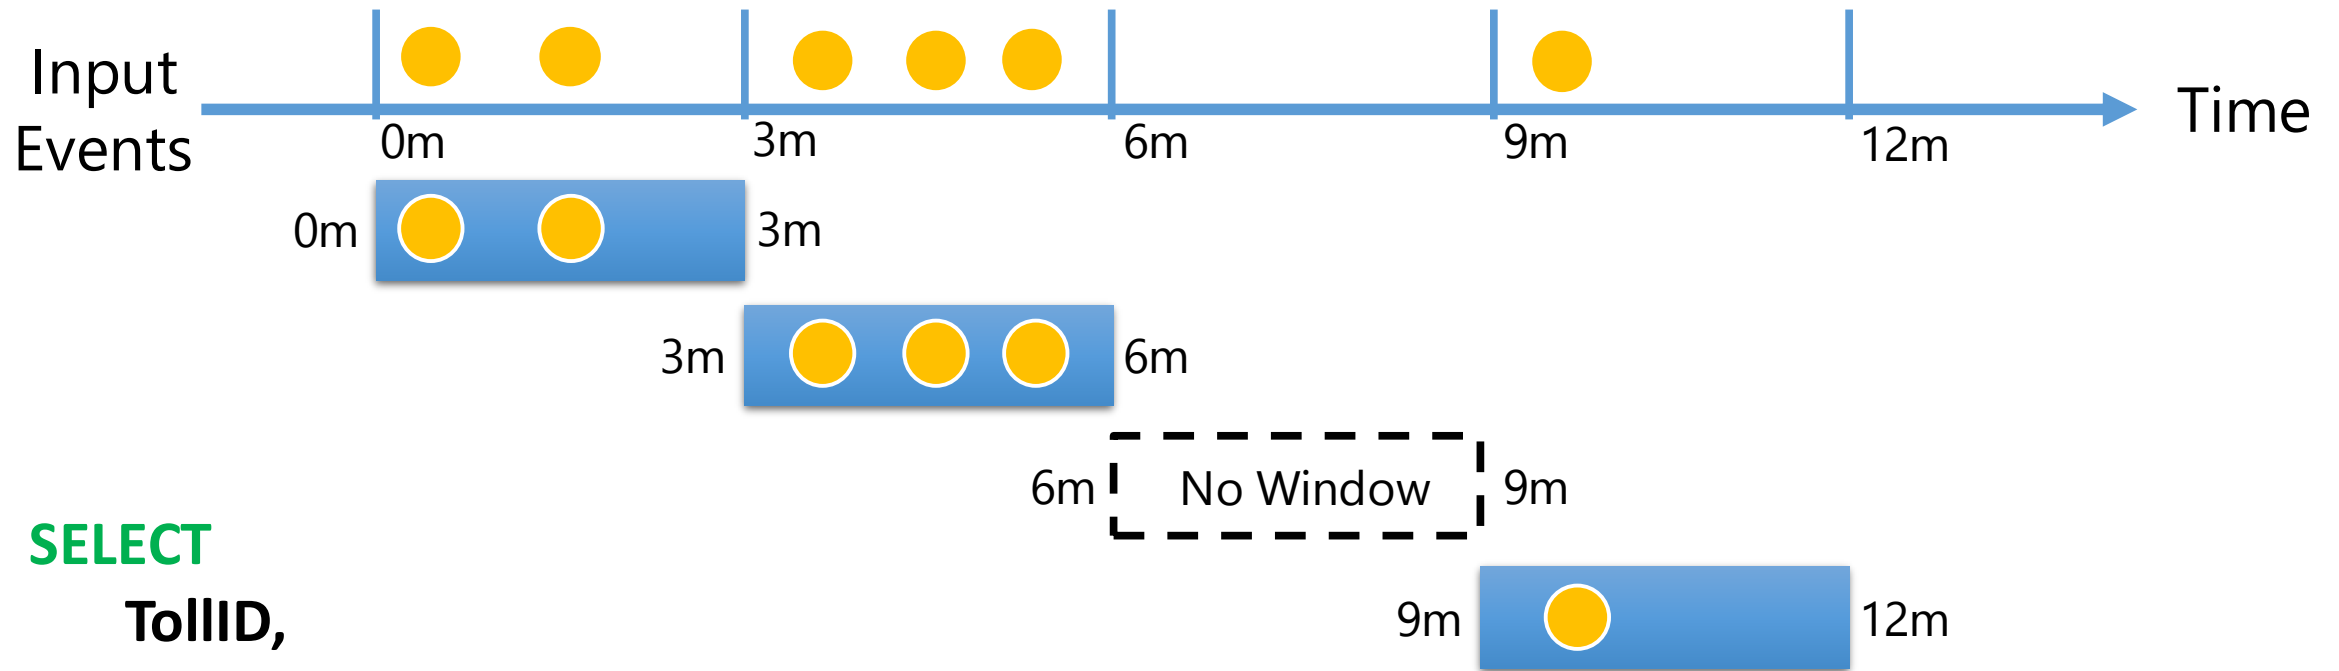 Input
Events
Time
0m
3m
6m
9m
12m
0m
3m
3m
6m
6m
No Window
9m
SELECT
TollID,
9m
12m